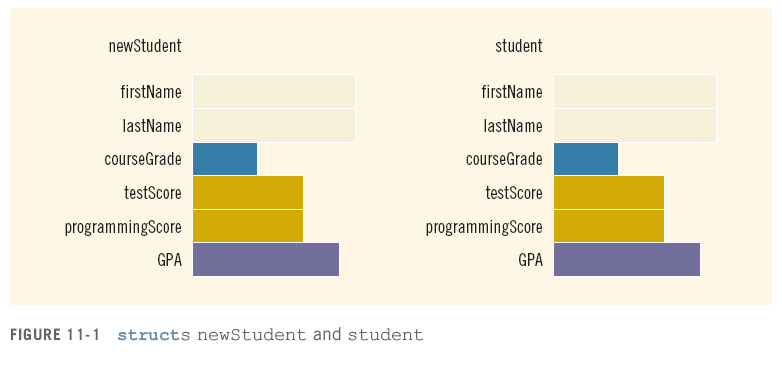 newStudent
firstName
lastName
courseGrade
testScore
programmingScore
GPA
student
firstName
lastName
courseGrade
testScore
programmingScore
GPA
FIGURE 11-1 structs newStudent and student